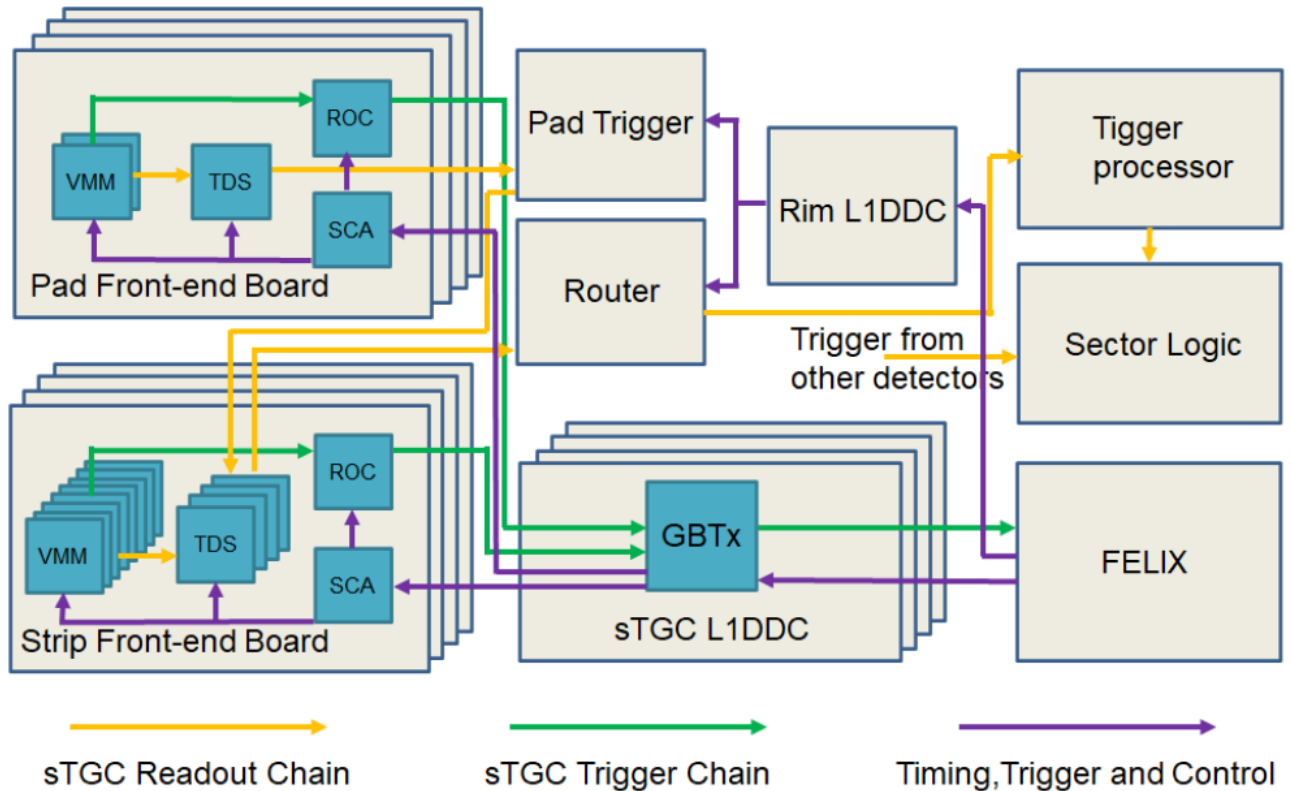 ROC
VMM
TDS
SCA
Pad Front-end Board
Pad Trigger
Router
Rim L1DDC
Tigger
processor
Trigger from
other detectors
Sector Logic
ROC
VMM
TDS
SCA
Strip Front-end Board
GBTx
sTGC L1DDC
FELIX
sTGC Readout Chain
sTGC Trigger Chain
Timing,Trigger and Control